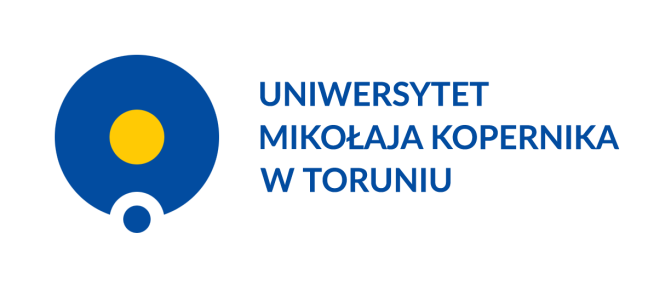 UNIWERSYTET
MIKOŁAJA KOPERNIKA
W TORUNIU